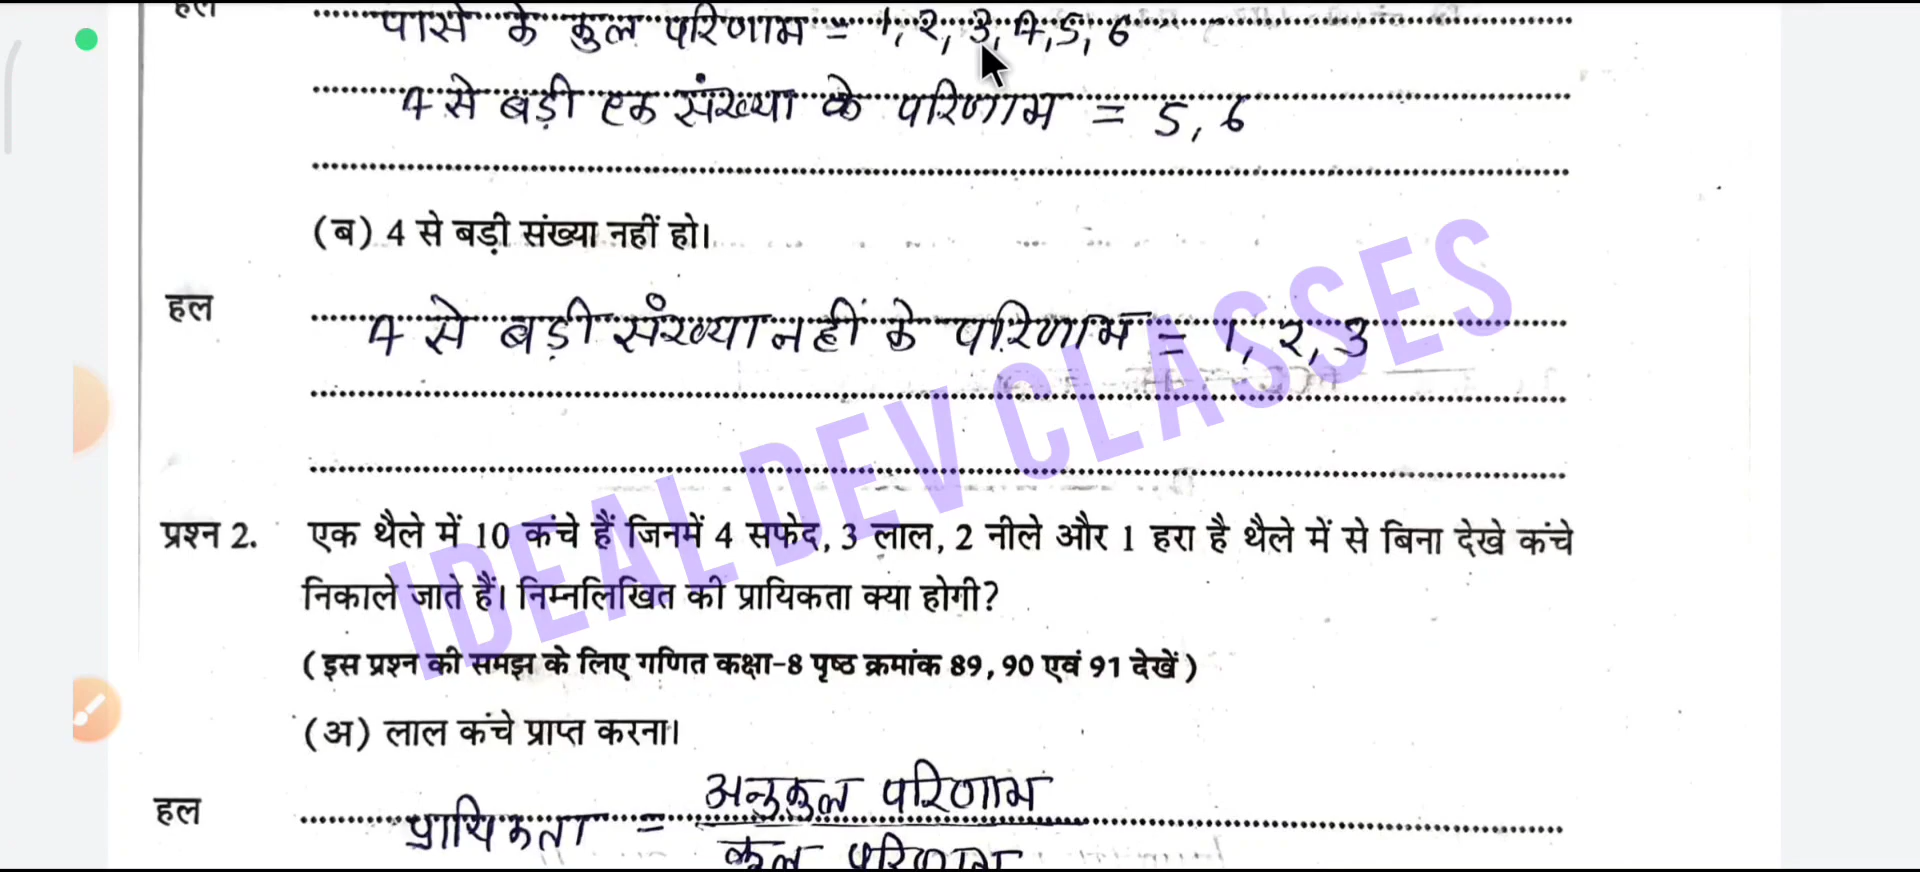 हल
पासे के कुल परिणाम = 1, 2, 3, 4, 5, 6
4 से बड़ी एक संख्या के परिणाम = 5, 6
(ब) 4 से बड़ी संख्या नहीं हो।
हल
4 से बड़ी संख्या नहीं के परिणाम = 1, 2, 3
IDEAL DEV CLASSES
प्रश्न 2. एक थैले में 10 कंचे हैं जिनमें 4 सफेद, 3 लाल, 2 नीले और 1 हरा है थैले में से बिना देखे कंचे
निकाले जाते हैं। निम्नलिखित की प्रायिकता क्या होगी?
(इस प्रश्न की समझ के लिए गणित कक्षा-8 पृष्ठ क्रमांक 89, 90 एवं 91 देखें)
(अ) लाल कंचे प्राप्त करना।
हल
प्रायिकता = अनुकुल परिणाम
कुल परिणाम